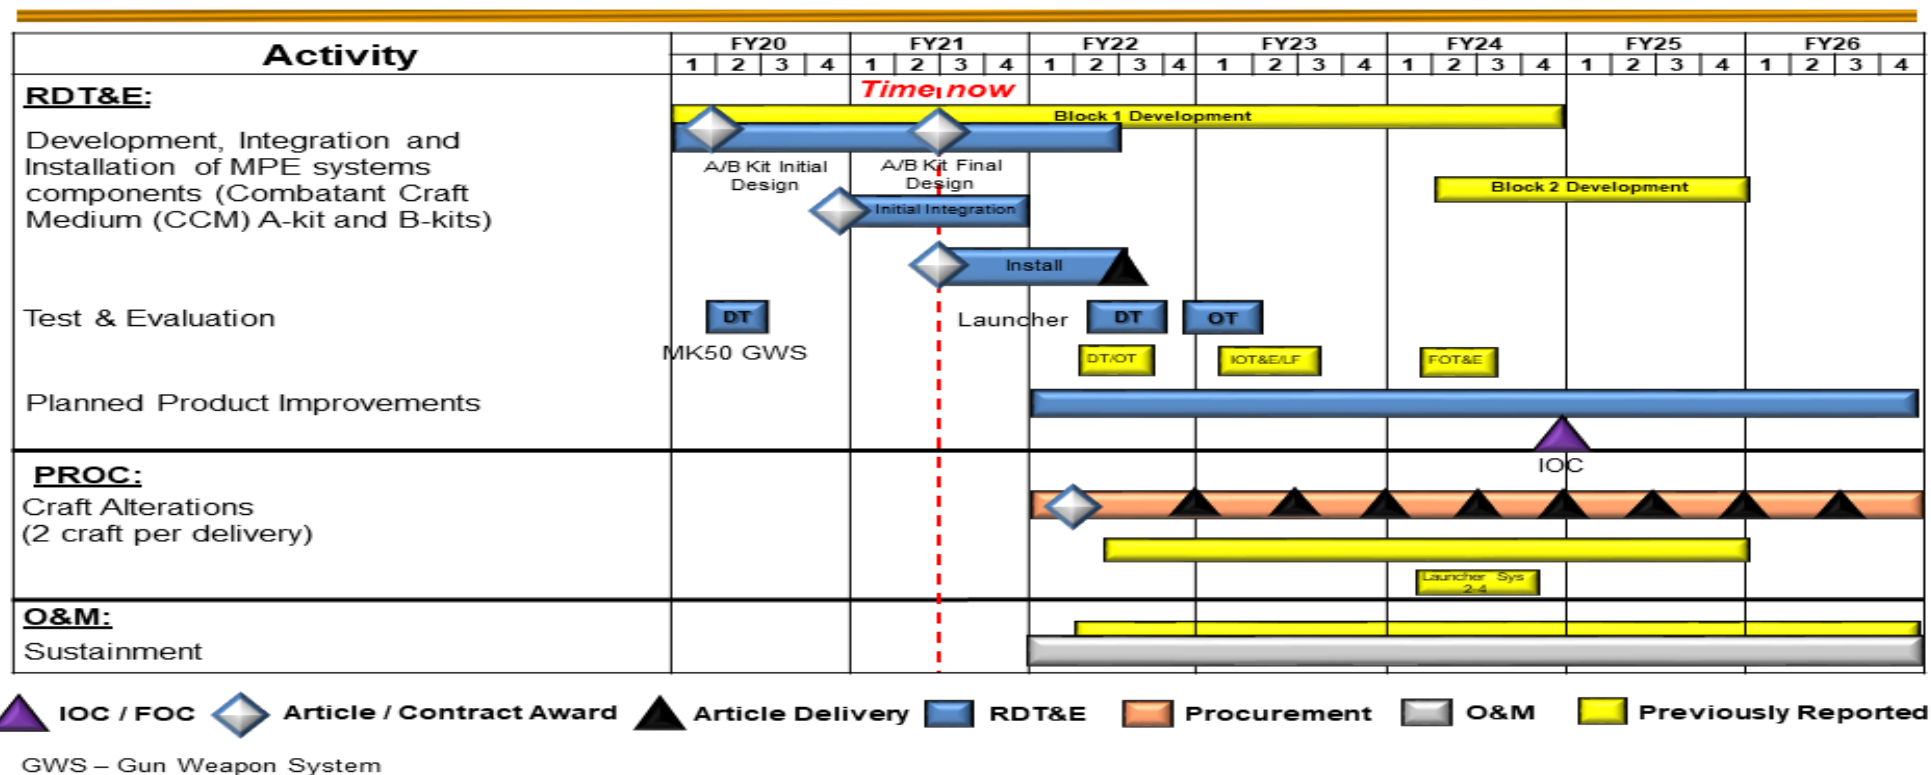 Activity
FY20 FY21 FY22 FY23 FY24 FY25 FY26
1 2 3 4 1 2 3 4 1 2 3 4 1 2 3 4 1 2 3 4 1 2 3 4 1 2 3 4
RDT&E:
Time now
Block 1 Development
Development, Integration and
Installation of MPE systems
components (Combatant Craft
Medium (CCM) A-kit and B-kits)
A/B Kit Initial
Design
A/B Kit Final
Design
Block 2 Development
Initial Integration
Install
Test & Evaluation
DT
Launcher
DT
OT
MK50 GWS
DT/OT
IOT&E/LF
FOT&E
Planned Product Improvements
IOC
PROC:
Craft Alterations
(2 craft per delivery)
Launcher Sys
2-4
O&M:
Sustainment
IOC / FOC
Article / Contract Award
Article Delivery
RDT&E
Procurement
O&M
Previously Reported
GWS – Gun Weapon System